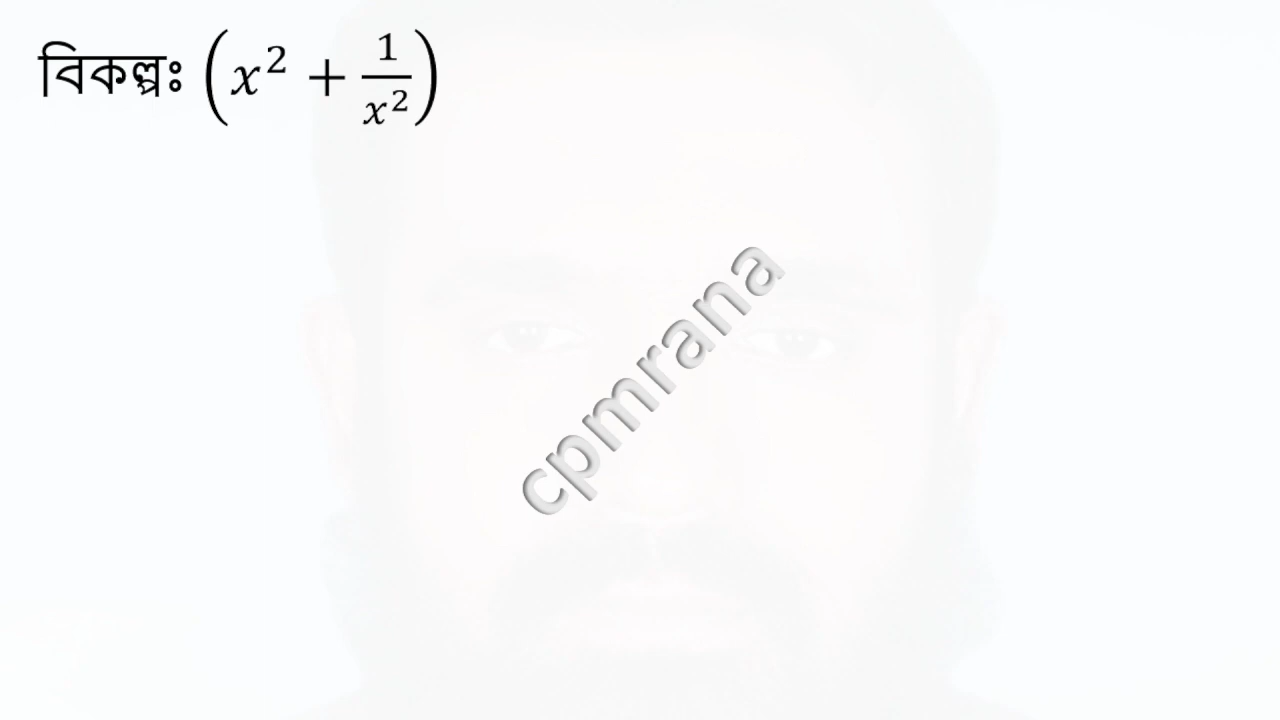 বিকল্পঃ (x² + 1/x²)
cpmrana